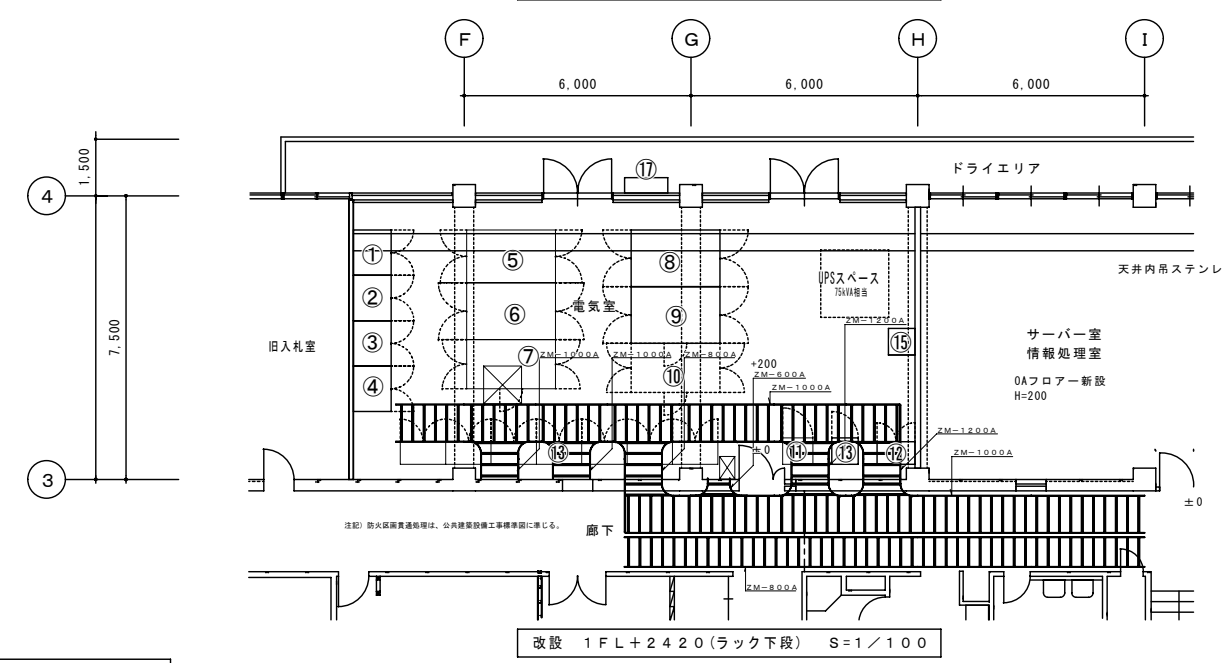 F
G
H
I
6,000
6,000
6,000
1,500
ドライエリア
⑰
4
①
⑤
⑧
天井内吊ステンレ
UPSスペース
75kVA相当
②
⑥
電気室
⑨
ZM-1200A
7,500
旧入札室
③
⑮
サーバー室
情報処理室
⑦
ZM-1000A
ZM-1000A
ZM-800A
+200
④
⑩
ZM-600A
ZM-1000A
OAフロアー新設
H=200
ZM-1200A
⑬
±0
⑪
⑬
⑫
ZM-1000A
3
±0
注記) 防火区画貫通処理は、公共建築設備工事標準図に準じる。
廊下
ZM-800A
改設 1FL+2420(ラック下段) S=1/100